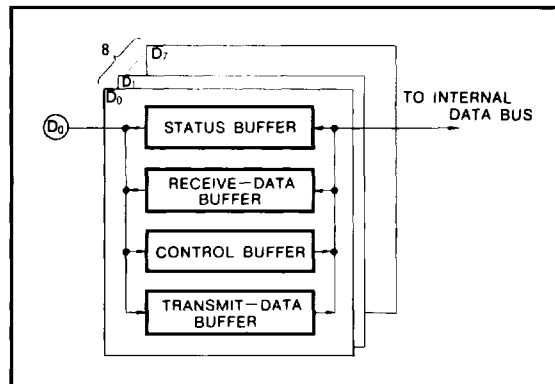 8
D7
D1
D0
TO INTERNAL
DATA BUS
D0
STATUS BUFFER
RECEIVE-DATA
BUFFER
CONTROL BUFFER
TRANSMIT-DATA
BUFFER